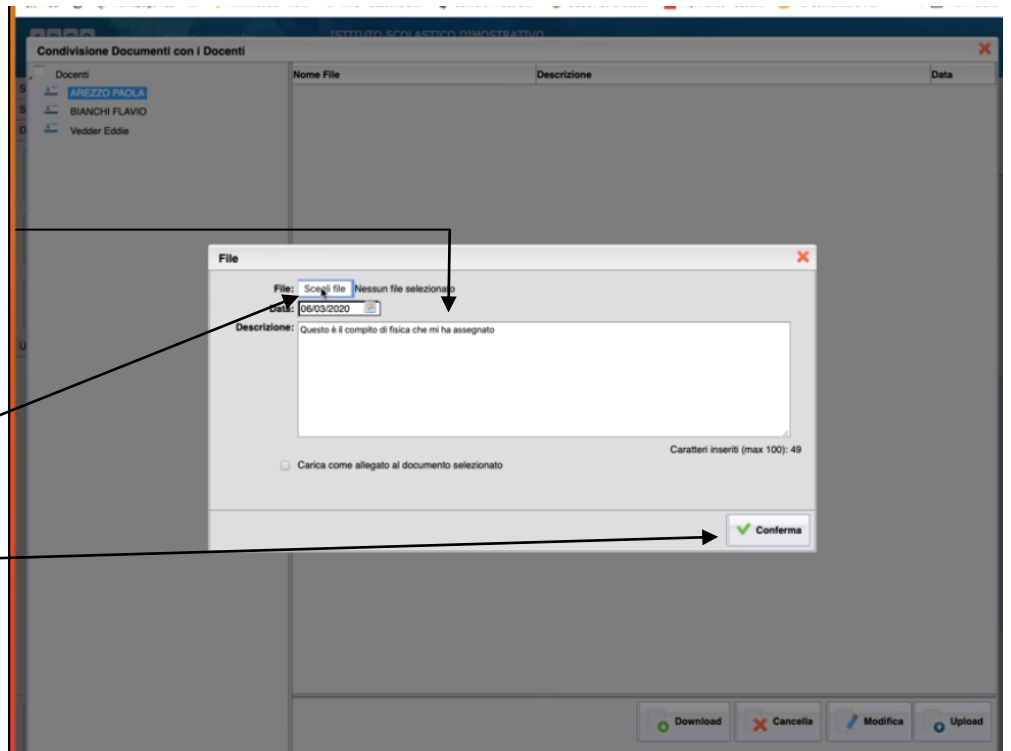 ISTITUTO SCOLASTICO DIMOSTRATIVO
Condivisione Documenti con i Docenti
Docenti
AREZZO PAOLA
BIANCHI FLAVIO
Vedder Eddie
Nome File
Descrizione
Data
File
File: Scegli file Nessun file selezionato
Data: 06/03/2020
Descrizione: Questo è il compito di fisica che mi ha assegnato
Caratteri inseriti (max 100): 49
Carica come allegato al documento selezionato
Conferma
Download
Cancella
Modifica
Upload